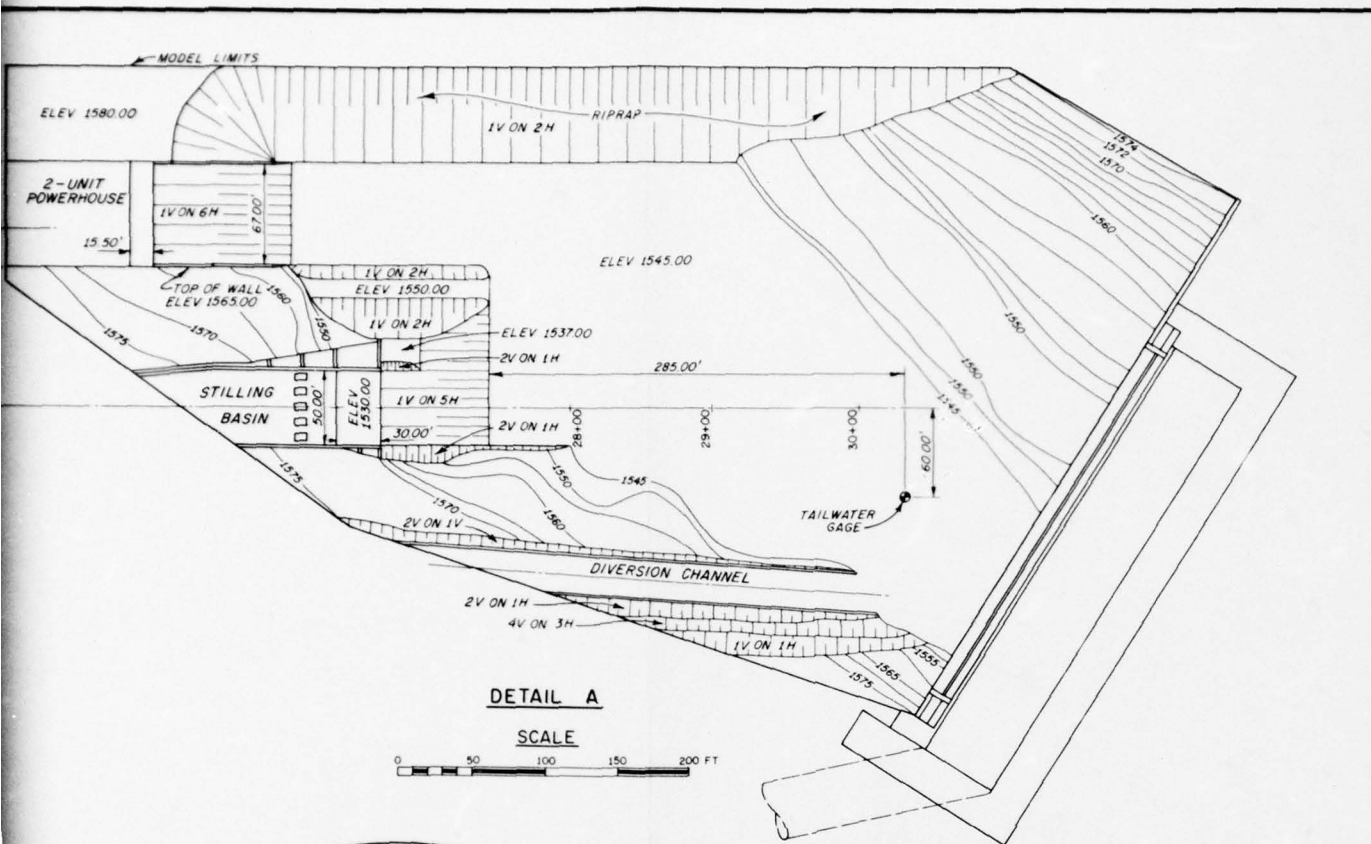 MODEL LIMITS
ELEV 1580.00
RIPRAP
1V ON 2H
1574
1572
1570
2-UNIT
POWERHOUSE
1V ON 6H
67.00'
1560
15.50'
ELEV 1545.00
1V ON 2H
TOP OF WALL
ELEV 1565.00
1560
ELEV 1550.00
1550
1550
1575
1570
1V ON 2H
ELEV 1537.00
2V ON 1H
285.00'
1550
1550
1545
STILLING
BASIN
50.00'
ELEV
1530.00
1V ON 5H
30.00'
2V ON 1H
28+00
29+00
30+00
60.00'
1575
1550
1545
1570
1560
TAILWATER
GAGE
2V ON 1V
DIVERSION CHANNEL
2V ON 1H
4V ON 3H
1V ON 1H
1555
1565
1575
DETAIL A
SCALE
0 50 100 150 200 FT